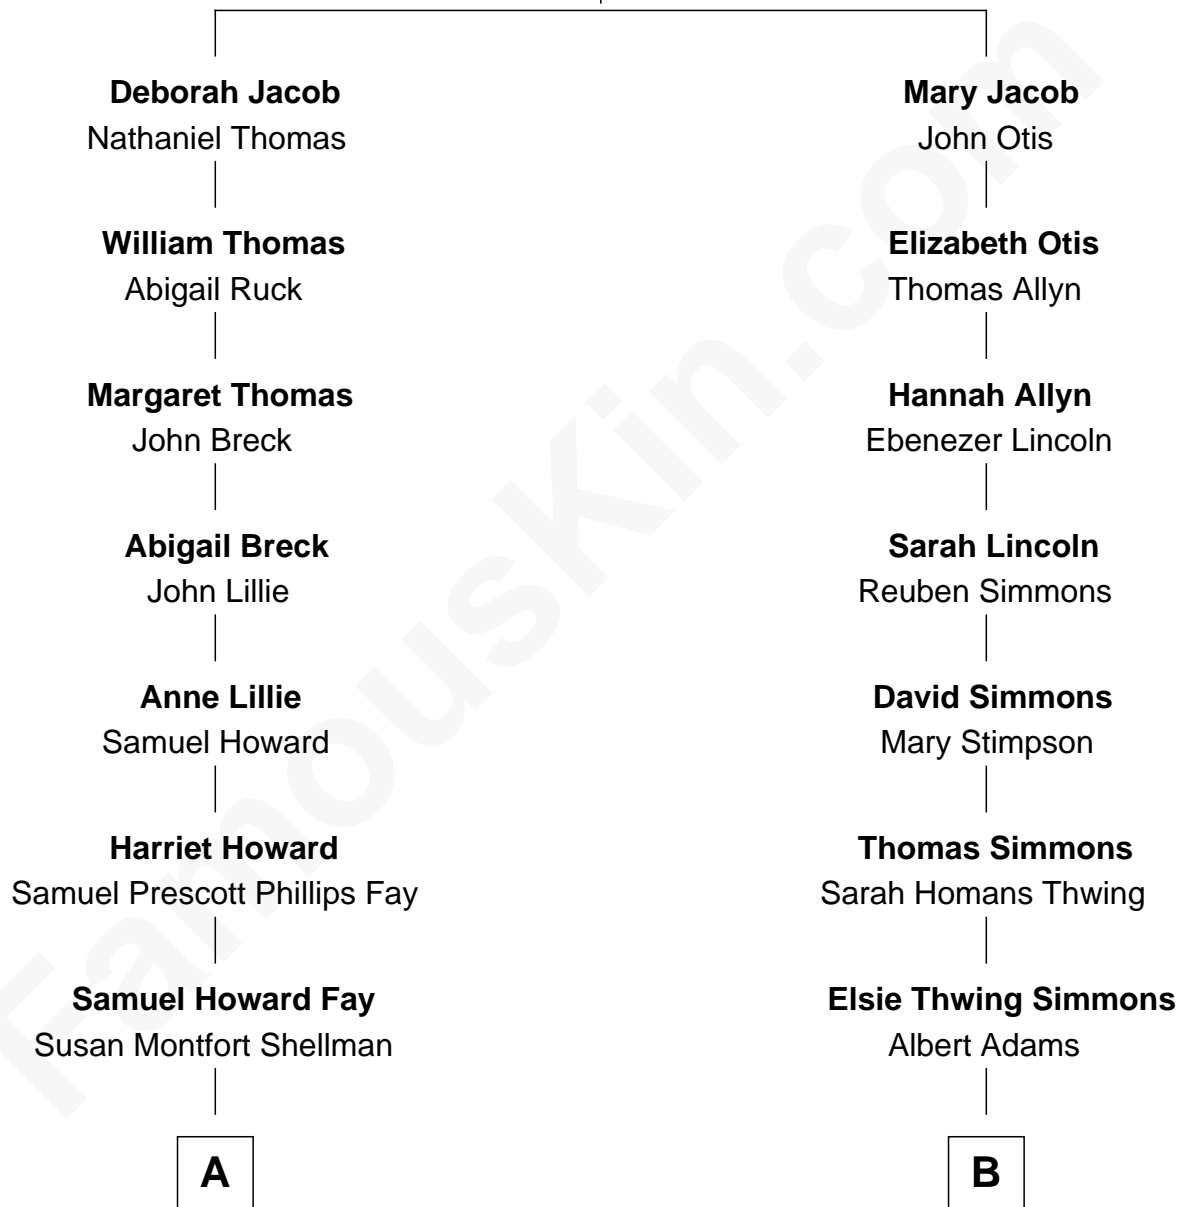 Deborah Jacob
Nathaniel Thomas
William Thomas
Abigail Ruck
Margaret Thomas
John Breck
Abigail Breck
John Lillie
Anne Lillie
Samuel Howard
Harriet Howard
Samuel Prescott Phillips Fay
Samuel Howard Fay
Susan Montfort Shellman
A
Mary Jacob
John Otis
Elizabeth Otis
Thomas Allyn
Hannah Allyn
Ebenezer Lincoln
Sarah Lincoln
Reuben Simmons
David Simmons
Mary Stimpson
Thomas Simmons
Sarah Homans Thwing
Elsie Thwing Simmons
Albert Adams
B
FamousKin.com